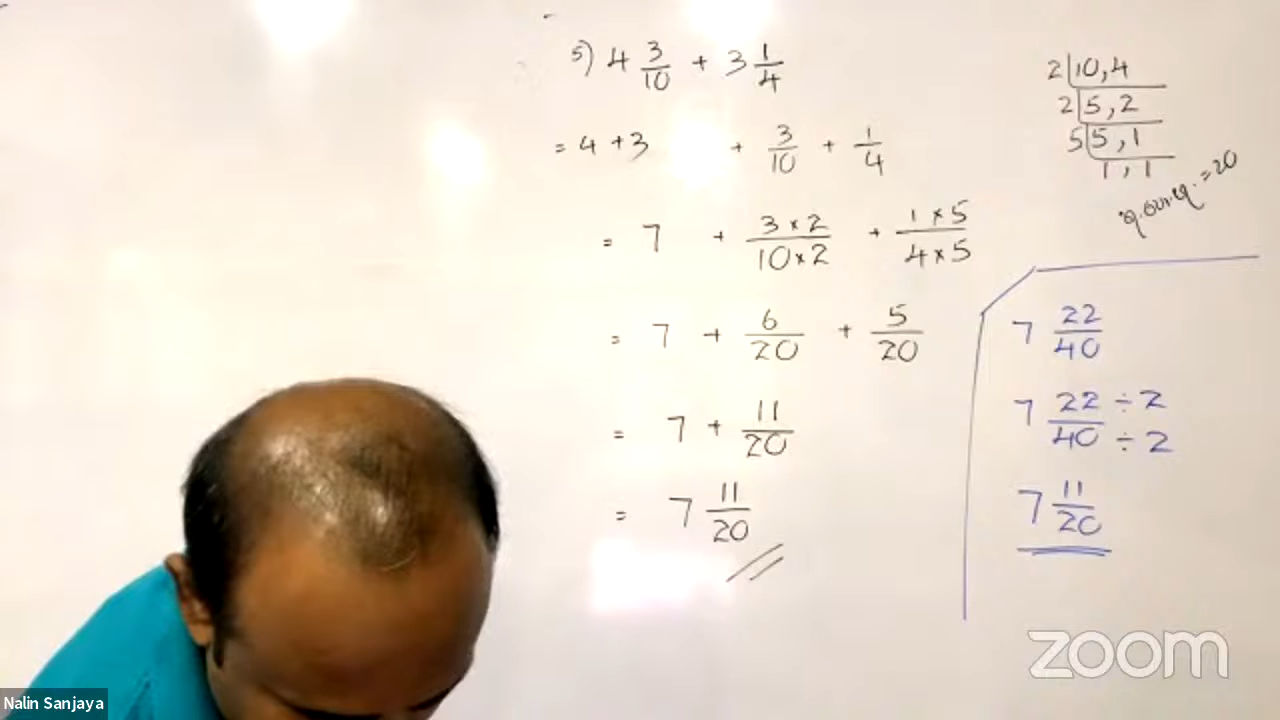 5) 4 3/10 + 3 1/4
= 4 + 3 + 3/10 + 1/4
= 7 + 3 × 2/10 × 2 + 1 × 5/4 × 5
= 7 + 6/20 + 5/20
= 7 + 11/20
= 7 11/20
2 | 10, 4
2 | 5, 2
5 | 5, 1
1, 1
= 20
7 22/40
7 22 ÷ 2/40 ÷ 2
7 11/20
zoom
Nalin Sanjaya